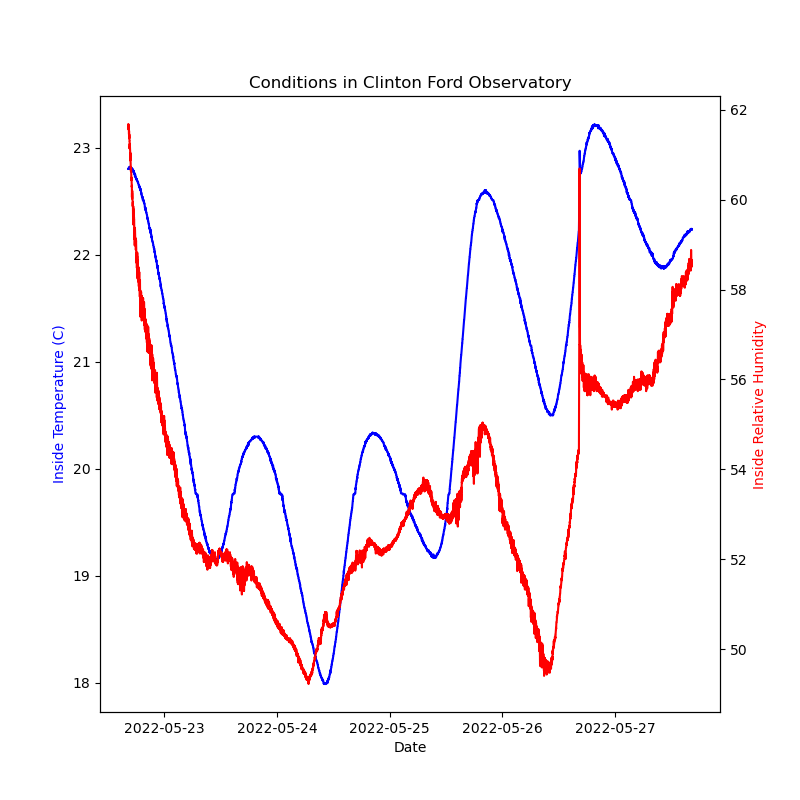 Conditions in Clinton Ford Observatory
23
22
21
20
19
18
Inside Temperature (C)
62
60
58
56
54
52
50
Inside Relative Humidity
2022-05-23 2022-05-24 2022-05-25 2022-05-26 2022-05-27
Date